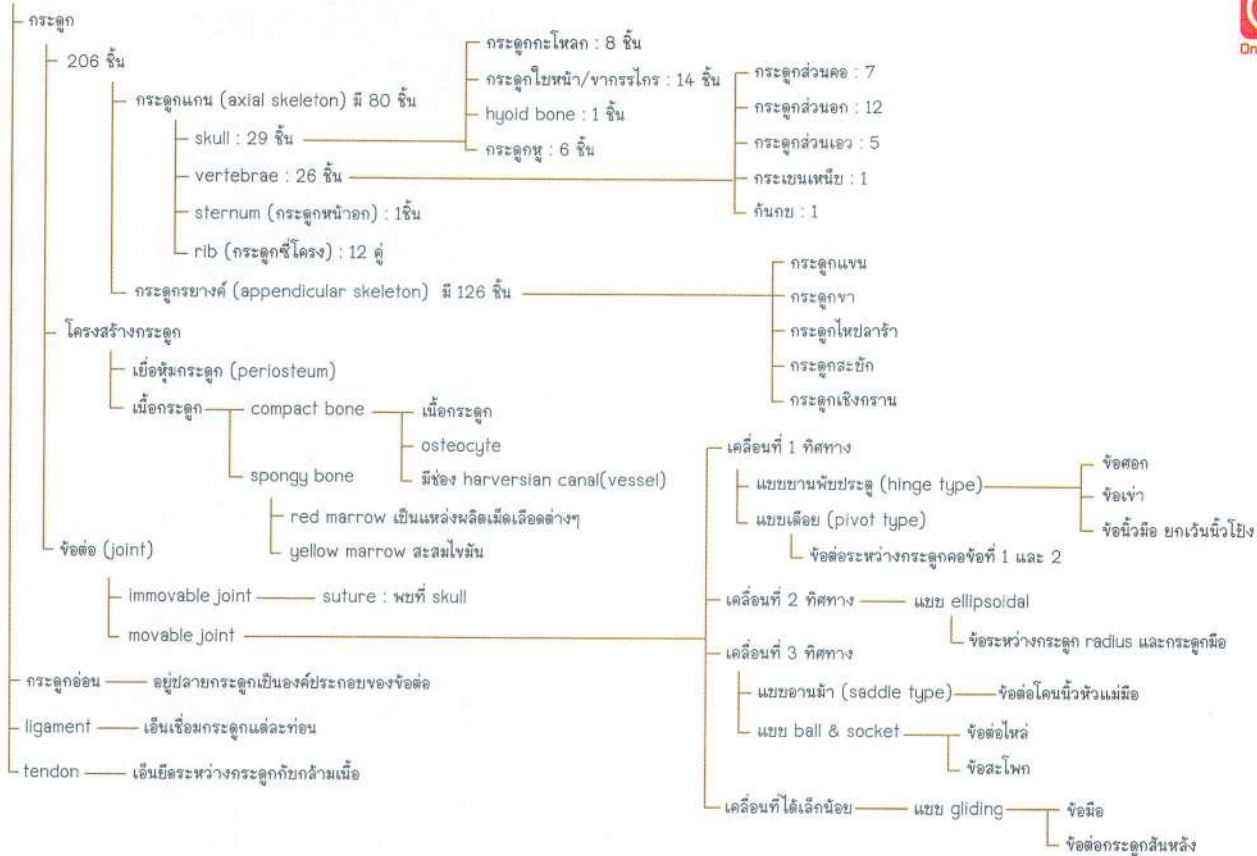 กระดูก
206 ชิ้น
กระดูกแกน (axial skeleton) มี 80 ชิ้น
skull : 29 ชิ้น
กระดูกกะโหลก : 8 ชิ้น
กระดูกใบหน้า/ขากรรไกร : 14 ชิ้น
hyoid bone : 1 ชิ้น
กระดูกหู : 6 ชิ้น
vertebrae : 26 ชิ้น
กระดูกส่วนคอ : 7
กระดูกส่วนอก : 12
กระดูกส่วนเอว : 5
กระเบนเหน็บ : 1
ก้นกบ : 1
sternum (กระดูกหน้าอก) : 1ชิ้น
rib (กระดูกซี่โครง) : 12 คู่
กระดูกรยางค์ (appendicular skeleton) มี 126 ชิ้น
กระดูกแขน
กระดูกขา
กระดูกไหปลาร้า
กระดูกสะบัก
กระดูกเชิงกราน
โครงสร้างกระดูก
เยื่อหุ้มกระดูก (periosteum)
เนื้อกระดูก
compact bone
เนื้อกระดูก
osteocyte
มีช่อง harversian canal(vessel)
spongy bone
red marrow เป็นแหล่งผลิตเม็ดเลือดต่างๆ
yellow marrow สะสมไขมัน
ข้อต่อ (joint)
immovable joint
suture : พบที่ skull
movable joint
เคลื่อนที่ 1 ทิศทาง
แบบบานพับประตู (hinge type)
ข้อศอก
ข้อเข่า
ข้อนิ้วมือ ยกเว้นนิ้วโป้ง
แบบเดือย (pivot type)
ข้อต่อระหว่างกระดูกคอข้อที่ 1 และ 2
เคลื่อนที่ 2 ทิศทาง
แบบ ellipsoidal
ข้อระหว่างกระดูก radius และกระดูกมือ
เคลื่อนที่ 3 ทิศทาง
แบบอานม้า (saddle type)
ข้อต่อโคนนิ้วหัวแม่มือ
แบบ ball & socket
ข้อต่อไหล่
ข้อสะโพก
เคลื่อนที่ได้เล็กน้อย
แบบ gliding
ข้อมือ
ข้อต่อกระดูกสันหลัง
กระดูกอ่อน
อยู่ปลายกระดูกเป็นองค์ประกอบของข้อต่อ
ligament
เอ็นเชื่อมกระดูกแต่ละท่อน
tendon
เอ็นยึดระหว่างกระดูกกับกล้ามเนื้อ